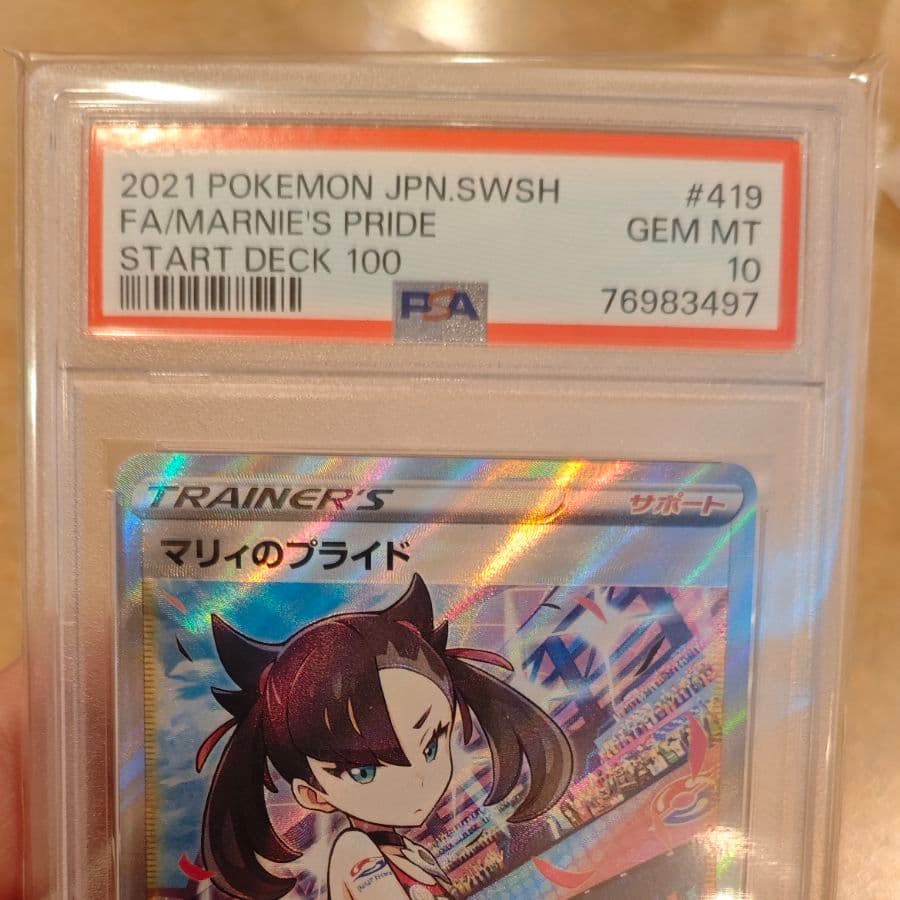 2021 POKEMON JPN.SWSH #419
FA/MARNIE'S PRIDE GEM MT
START DECK 100 10
PSA 76983497
TRAINER'S サポート
マリィのプライド